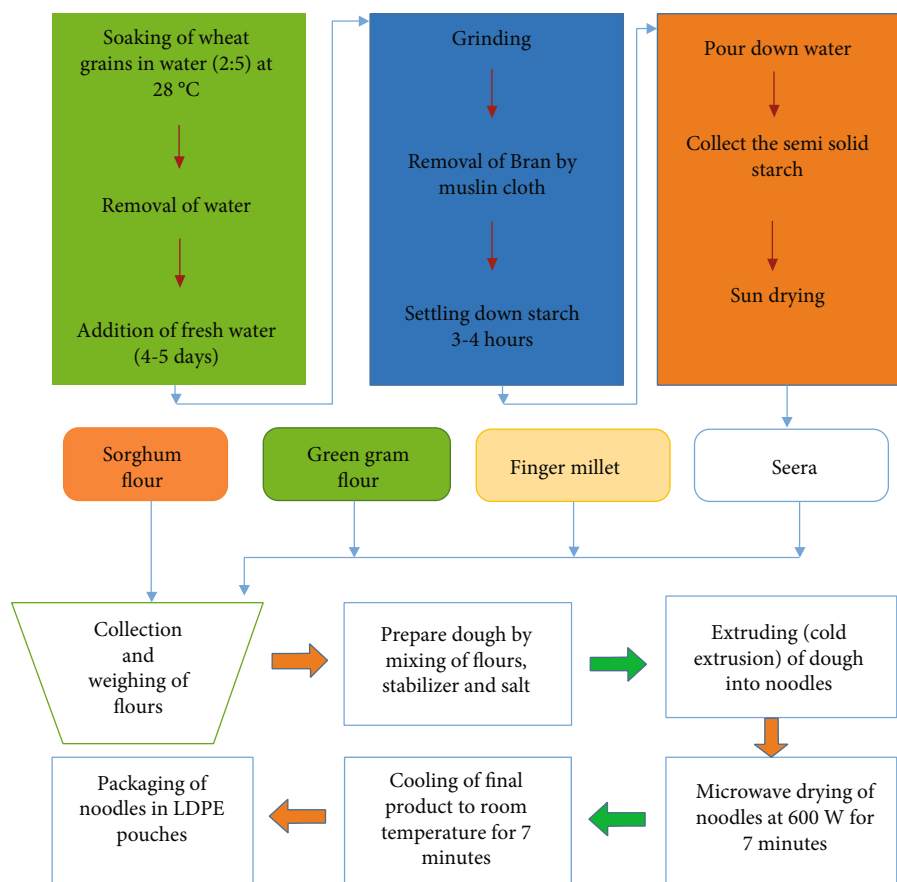 Soaking of wheat
grains in water (2:5) at
28 °C
Removal of water
Addition of fresh water
(4-5 days)
Grinding
Removal of Bran by
muslin cloth
Settling down starch
3-4 hours
Pour down water
Collect the semi solid
starch
Sun drying
Sorghum
flour
Green gram
flour
Finger millet
Seera
Collection
and
weighing of
flours
Prepare dough by
mixing of flours,
stabilizer and salt
Extruding (cold
extrusion) of dough
into noodles
Microwave drying of
noodles at 600 W for
7 minutes
Cooling of final
product to room
temperature for 7
minutes
Packaging of
noodles in LDPE
pouches